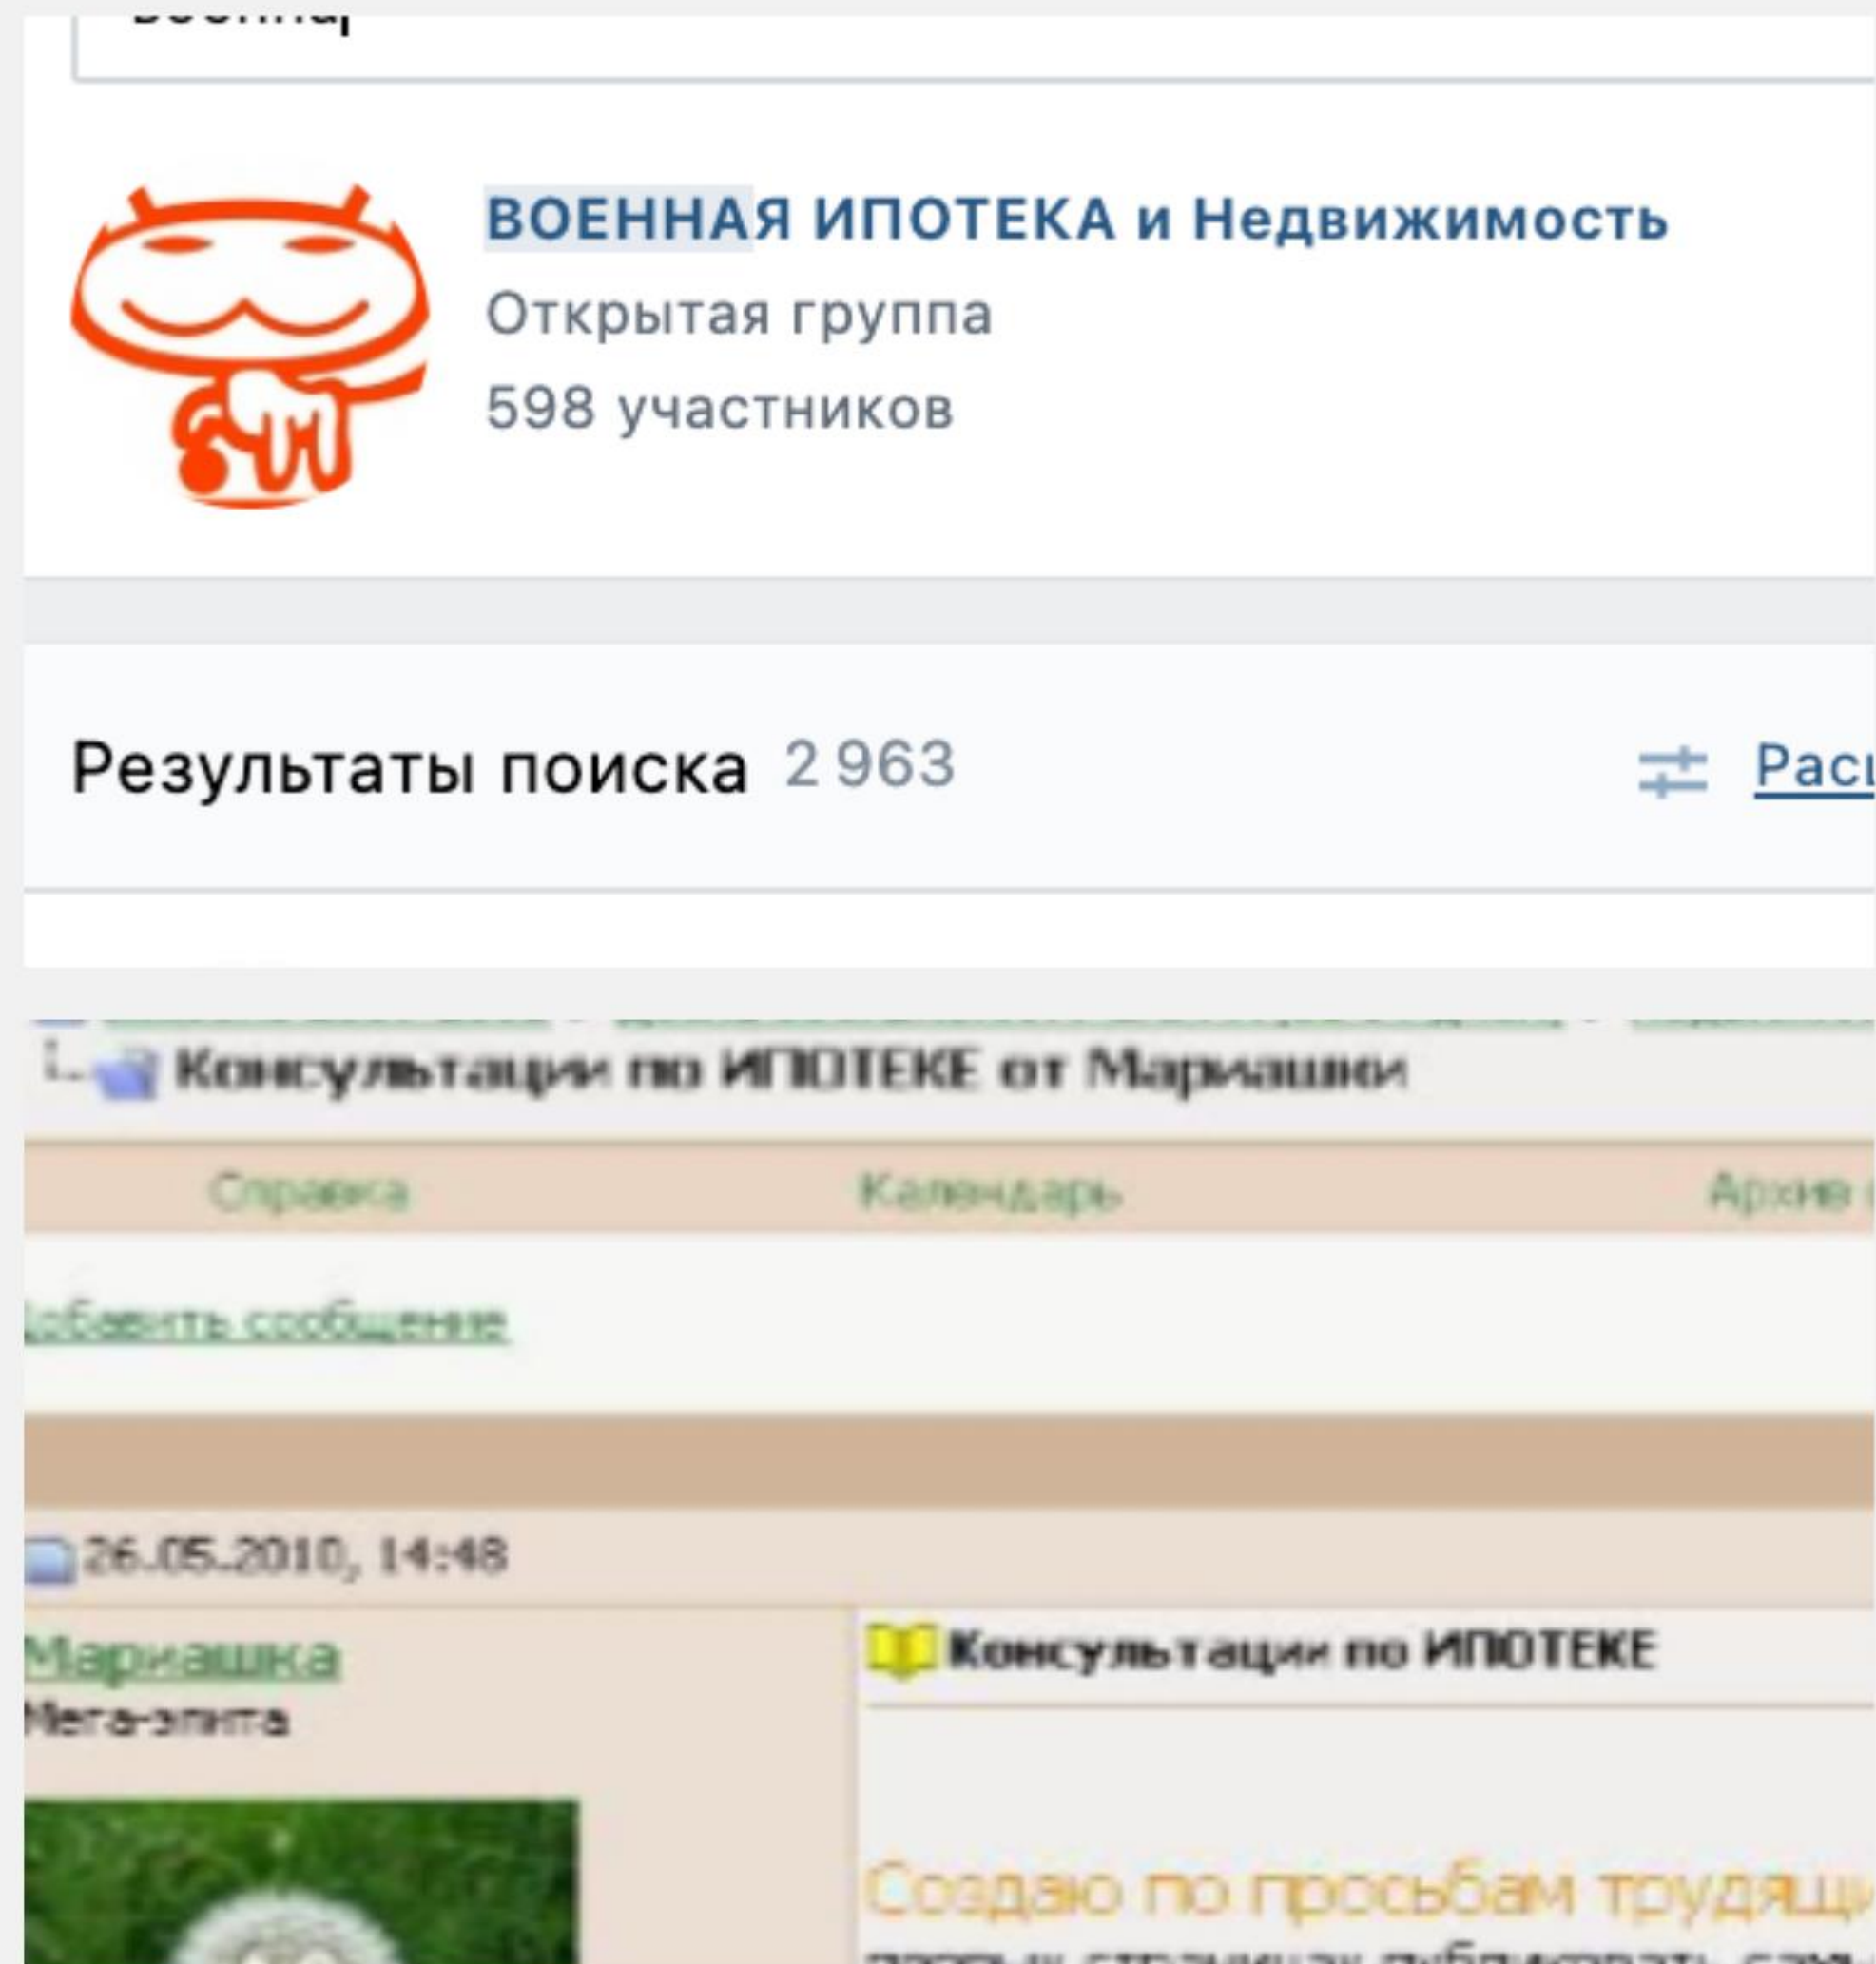 ВОЕННАЯ ИПОТЕКА и Недвижимость
Открытая группа
598 участников
Результаты поиска 2 963
Консультации по ИПОТЕКЕ от Мариашки
Справка Календарь Архив
добавить сообщение
26.05.2010, 14:48
Мариашка
Мега-элита
Консультации по ИПОТЕКЕ
Создаю по просьбам